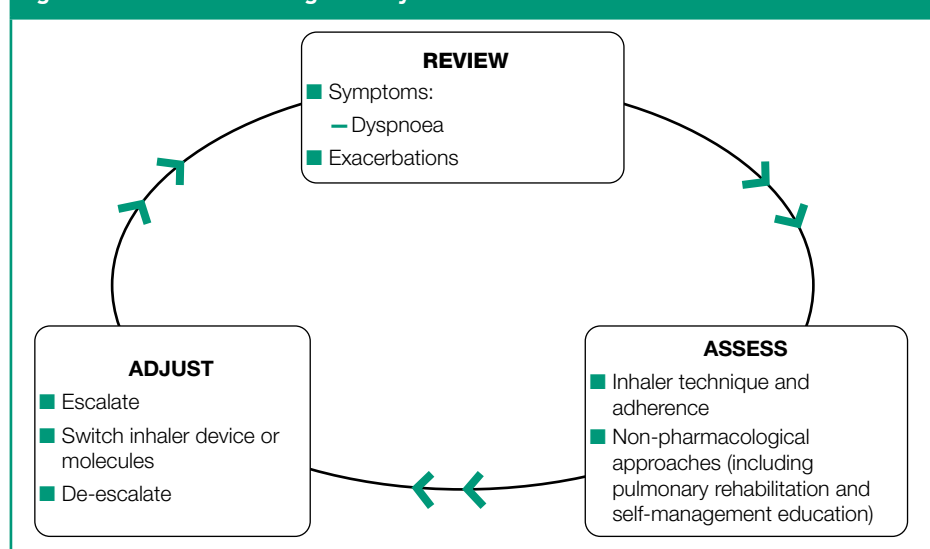 REVIEW
Symptoms:
– Dyspnoea
Exacerbations
ADJUST
Escalate
Switch inhaler device or
molecules
De-escalate
ASSESS
Inhaler technique and
adherence
Non-pharmacological
approaches (including
pulmonary rehabilitation and
self-management education)